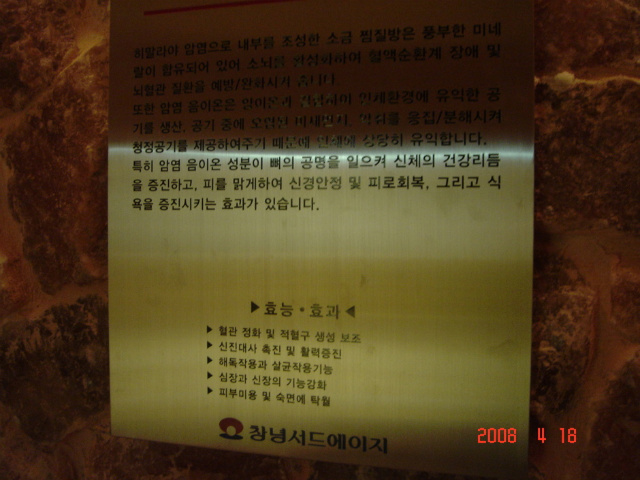 히말라야 암염으로 내부를 조성한 소금 찜질방은 풍부한 미네
랄이 함유되어 있어 소뇌를 완성화하여 혈액순환계 장애 및
뇌혈관 질환을 예방/완화시켜 줍니다
또한 암염 음이온은 양이온과 결합하여 인체환경에 유익한 공
기를 생산, 공기 중에 오염된 미세먼지, 악취를 응집/분해시켜
청정공기를 제공하여주기 때문에 인체에 상당히 유익합니다.
특히 암염 음이온 성분이 뼈의 공명을 일으켜 신체의 건강리듬
을 증진하고, 피를 맑게하여 신경안정 및 피로회복, 그리고 식
욕을 증진시키는 효과가 있습니다.
▶효능·효과◀
▶ 혈관 정화 및 적혈구 생성 보조
▶ 신진대사 촉진 및 활력증진
▶ 해독작용과 살균작용기능
▶ 심장과 신장의 기능강화
▶ 피부미용 및 숙면에 탁월
창녕서드에이지
2008 4 18